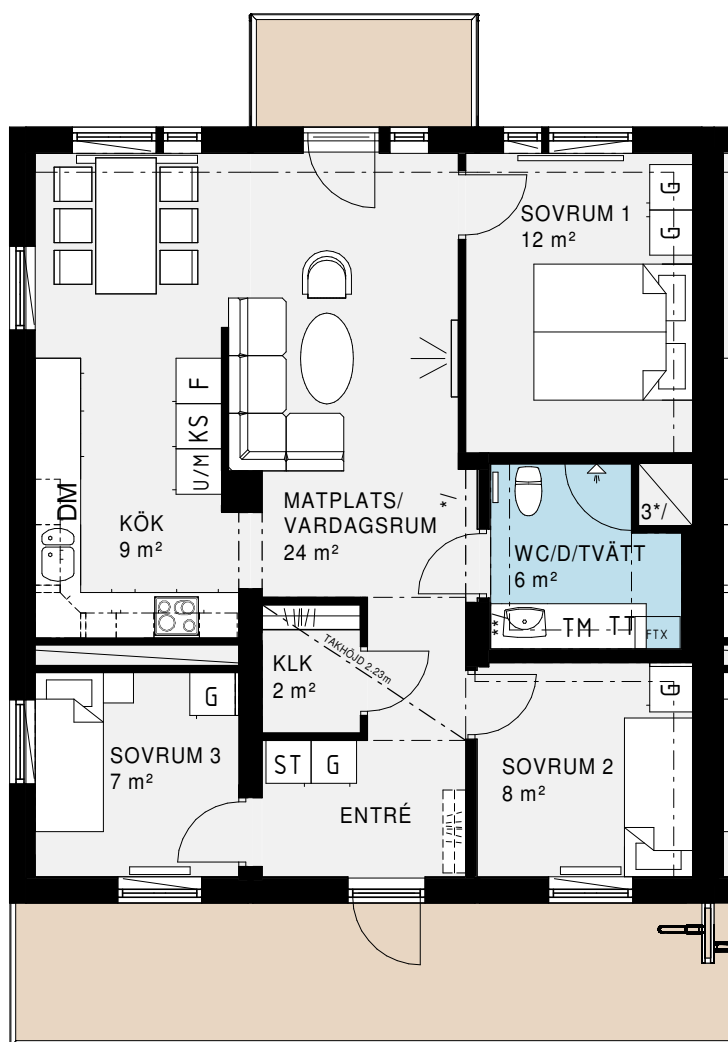 SOVRUM 1
12 m²
G
G
F
KS
U/M
DM
KÖK
9 m²
MATPLATS/
VARDAGSRUM
24 m²
*/
3*/
WC/D/TVÄTT
6 m²
**
TM TT
FTX
TAKHÖJD 2,23m
KLK
2 m²
G
G
SOVRUM 3
7 m²
ST G
SOVRUM 2
8 m²
ENTRÉ